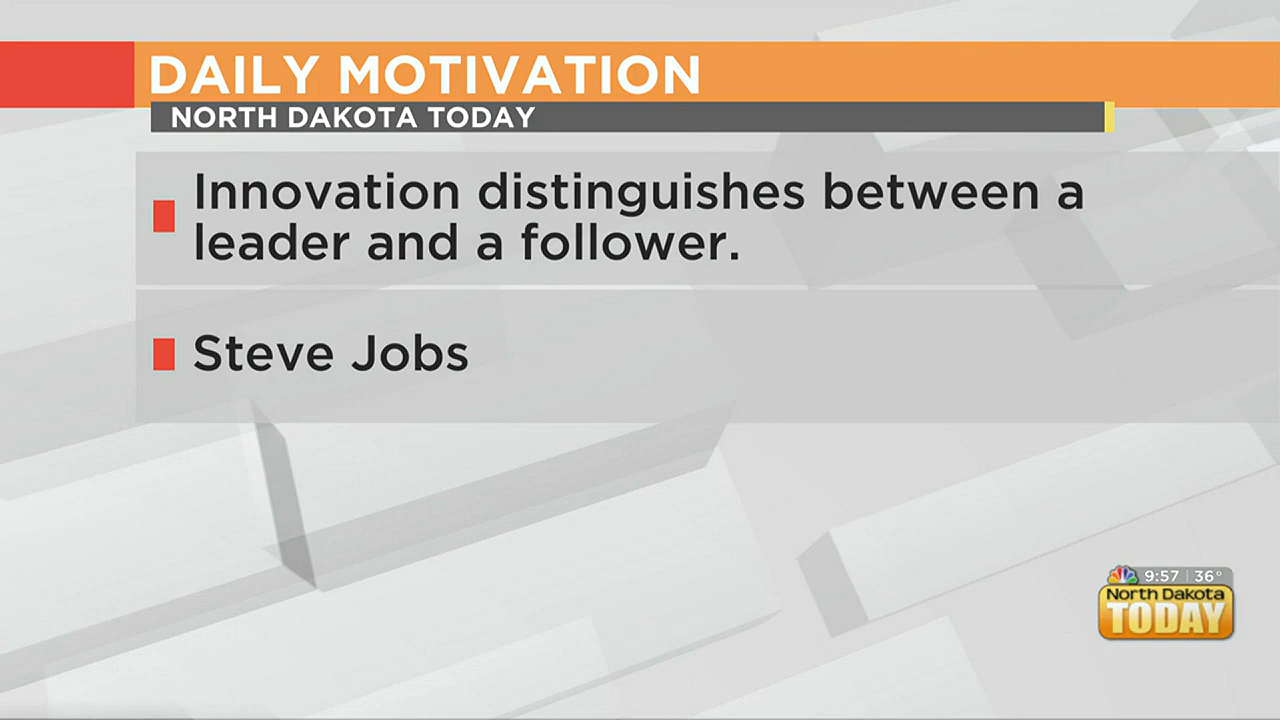 DAILY MOTIVATION
NORTH DAKOTA TODAY
Innovation distinguishes between a
leader and a follower.
Steve Jobs
9:57 | 36°
North Dakota
TODAY